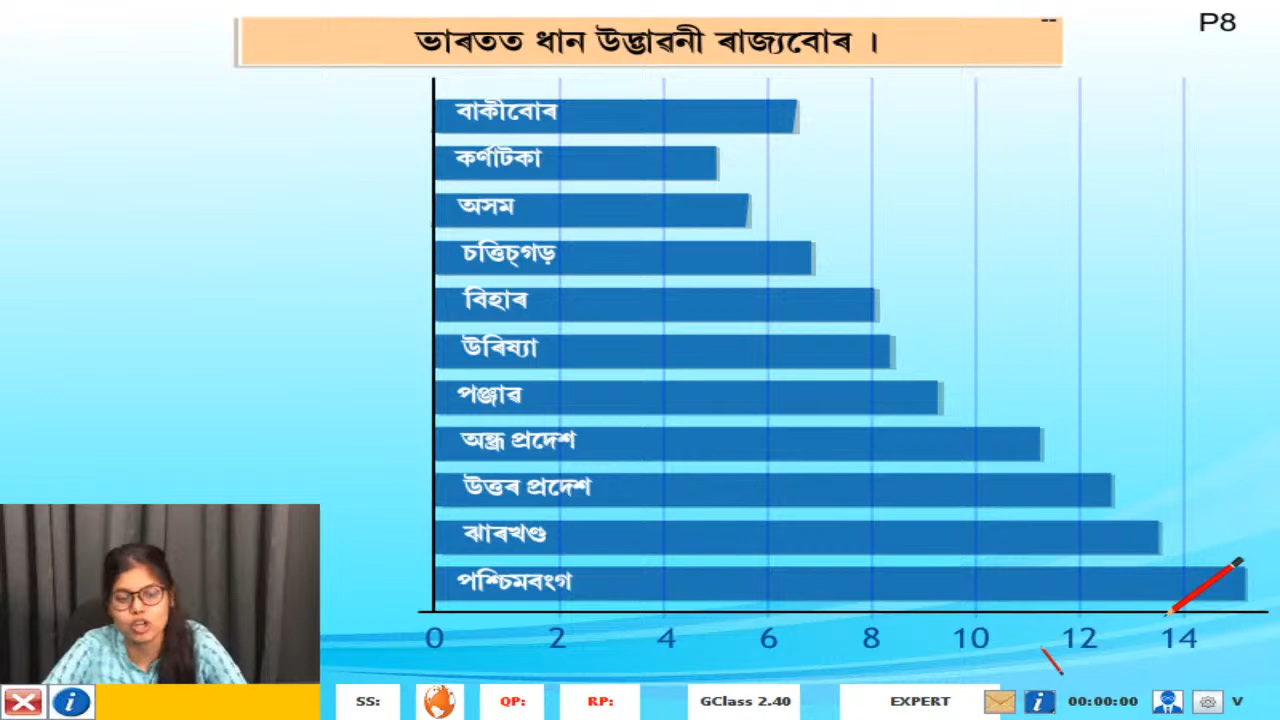 --
P8
ভাৰতত ধান উদ্ভাৱনী ৰাজ্যবোৰ ।
বাকীবোৰ
কৰ্ণাটকা
অসম
চত্তিচ্‌গড়
বিহাৰ
উৰিষ্যা
পঞ্জাৱ
অন্ধ্ৰ প্ৰদেশ
উত্তৰ প্ৰদেশ
ঝাৰখণ্ড
পশ্চিমবংগ
0 2 4 6 8 10 12 14
SS: QP: RP: GClass 2.40 EXPERT 00:00:00 V